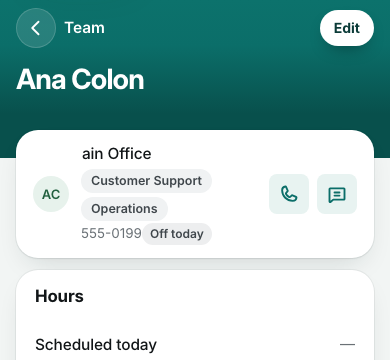 Team
Edit
Ana Colon
AC
ain Office
Customer Support
Operations
555-0199 Off today
Hours
Scheduled today —